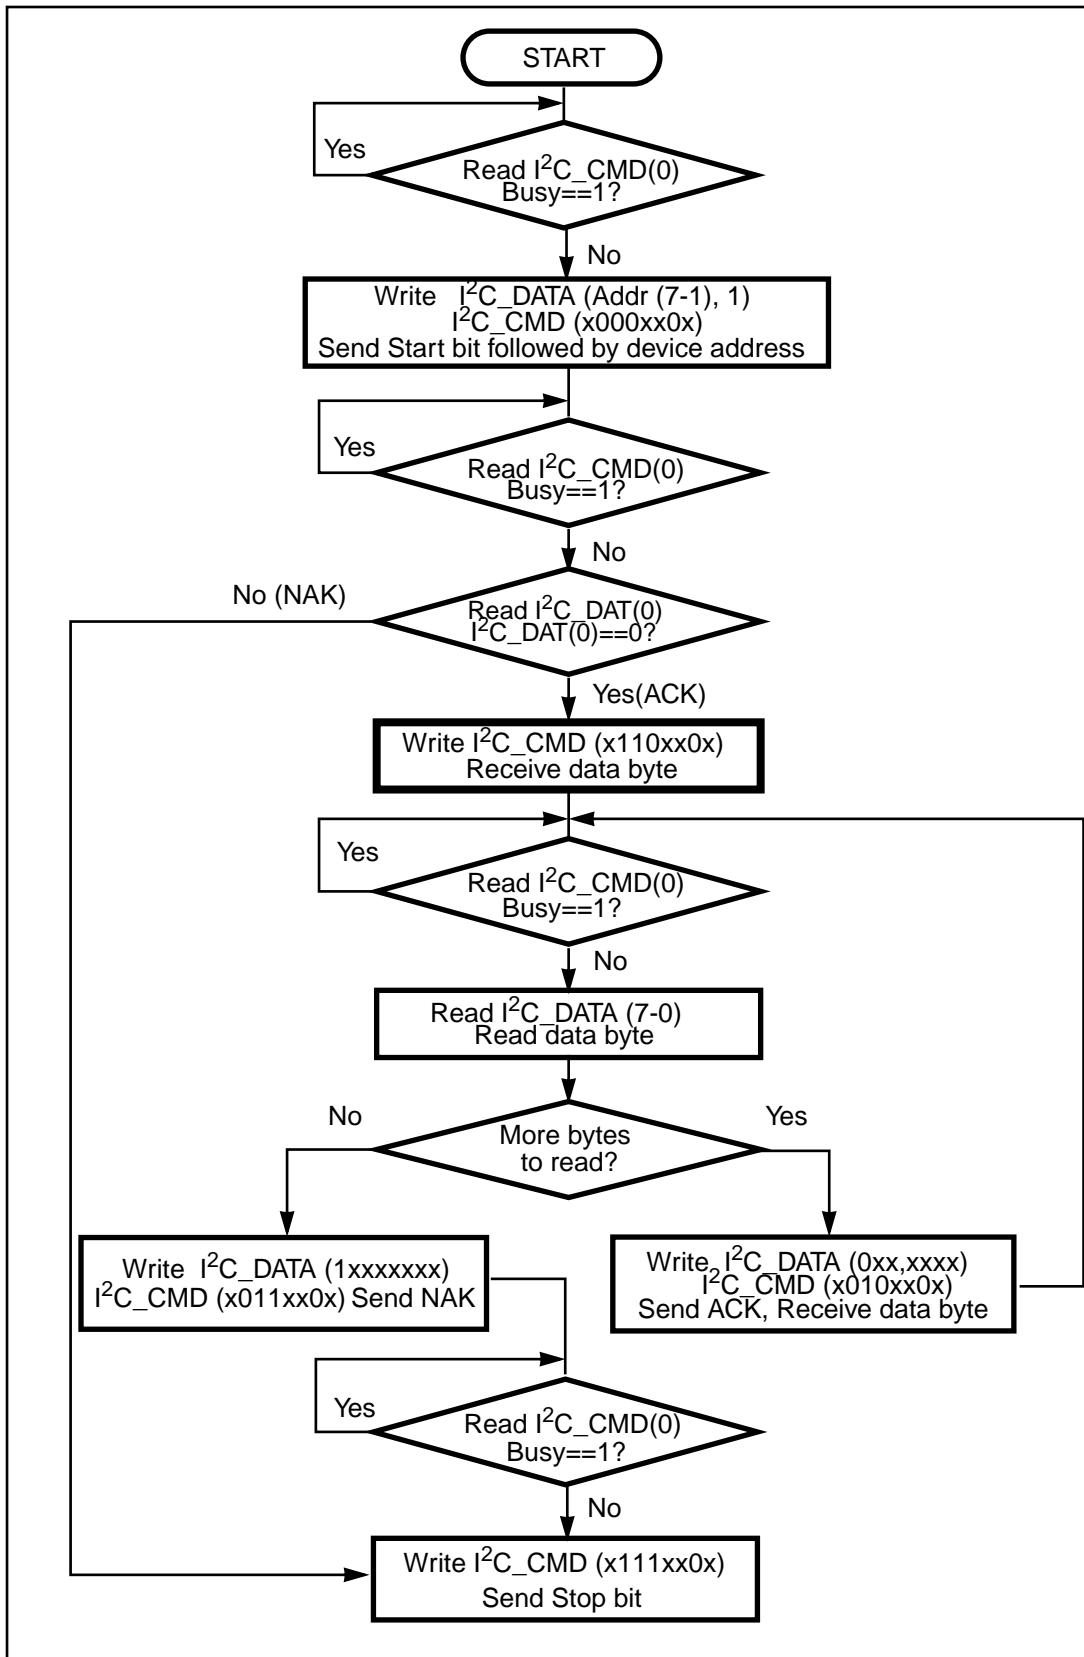 START
Yes
Read I²C_CMD(0)
Busy==1?
No
Write I²C_DATA (Addr (7-1), 1)
I²C_CMD (x000xx0x)
Send Start bit followed by device address
Yes
Read I²C_CMD(0)
Busy==1?
No
No (NAK)
Read I²C_DAT(0)
I²C_DAT(0)==0?
Yes(ACK)
Write I²C_CMD (x110xx0x)
Receive data byte
Yes
Read I²C_CMD(0)
Busy==1?
No
Read I²C_DATA (7-0)
Read data byte
No
Yes
More bytes
to read?
Write I²C_DATA (1xxxxxxx)
I²C_CMD (x011xx0x) Send NAK
Write, I²C_DATA (0xx,xxxx)
I²C_CMD (x010xx0x)
Send ACK, Receive data byte
Yes
Read I²C_CMD(0)
Busy==1?
No
Write I²C_CMD (x111xx0x)
Send Stop bit